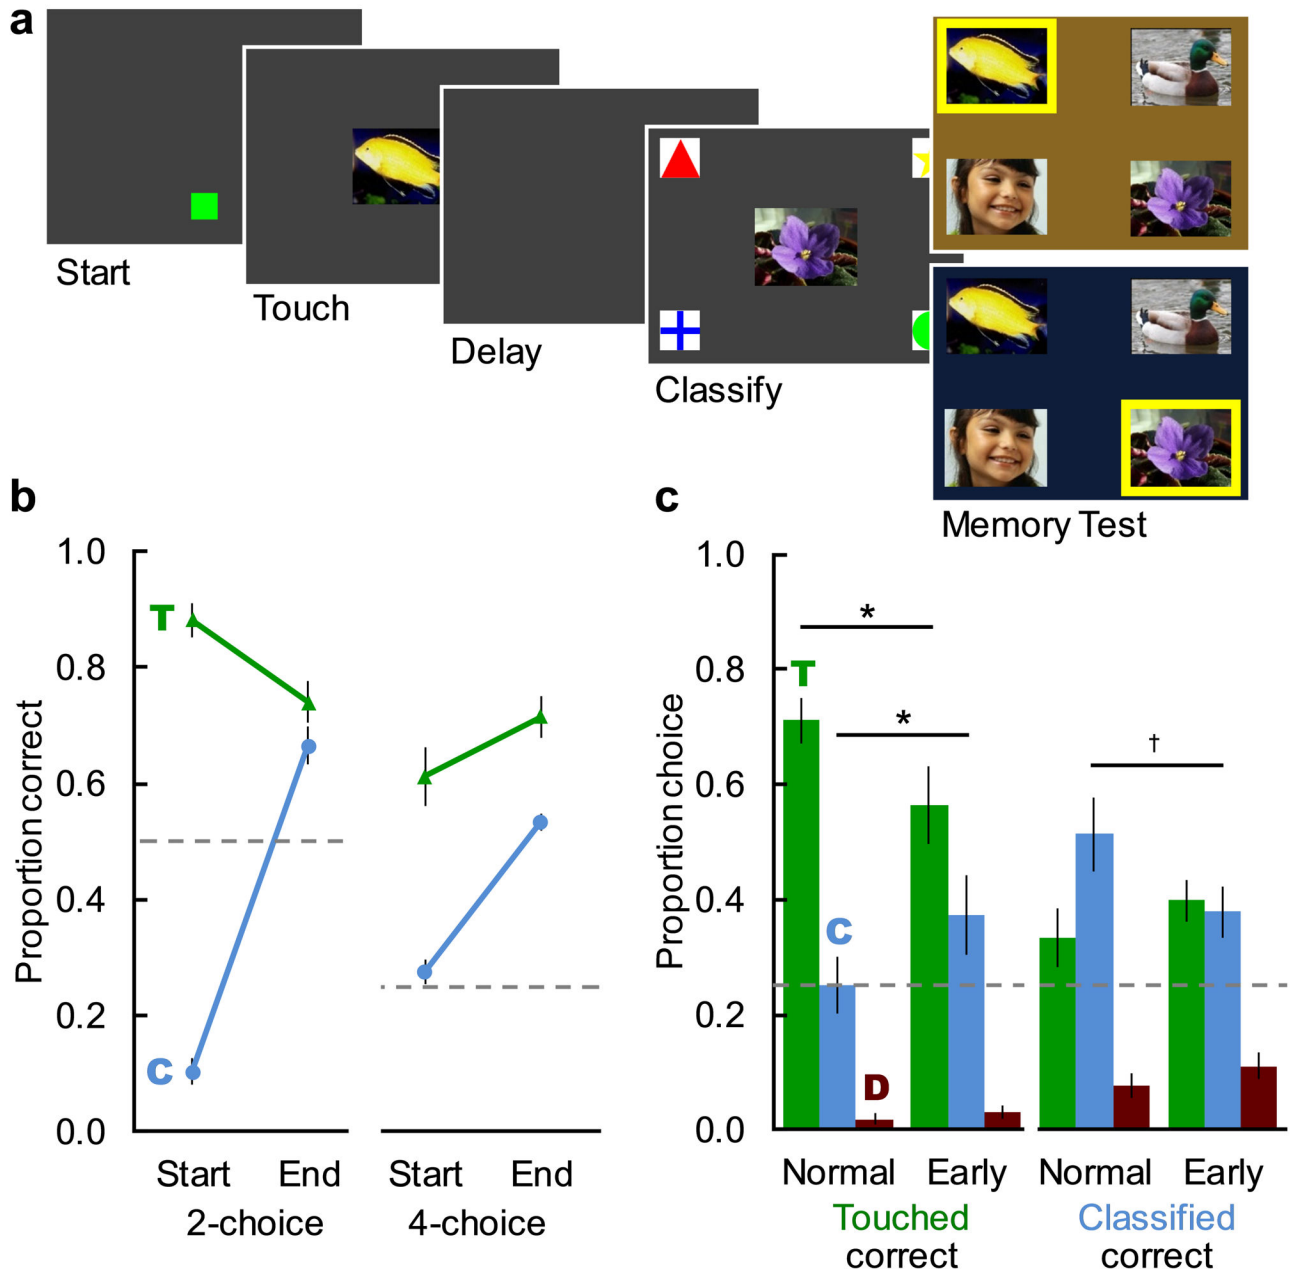 a
Start
Touch
Delay
Classify
Memory Test
b
Proportion correct
1.0
0.8
0.6
0.4
0.2
0.0
T
C
Start End Start End
2-choice 4-choice
c
Proportion choice
1.0
0.8
0.6
0.4
0.2
0.0
*
*
†
T
C
D
Normal Early Normal Early
Touched Classified
correct correct